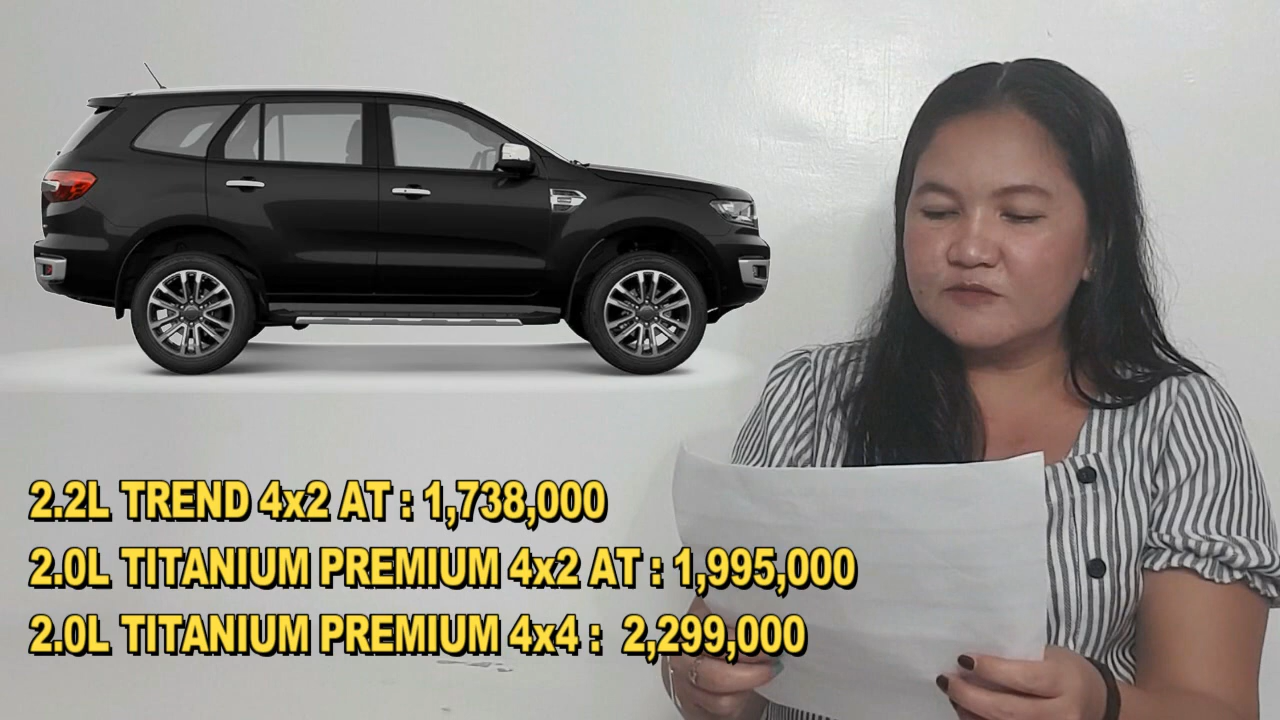 2.2L TREND 4x2 AT : 1,738,000
2.0L TITANIUM PREMIUM 4x2 AT : 1,995,000
2.0L TITANIUM PREMIUM 4x4 : 2,299,000